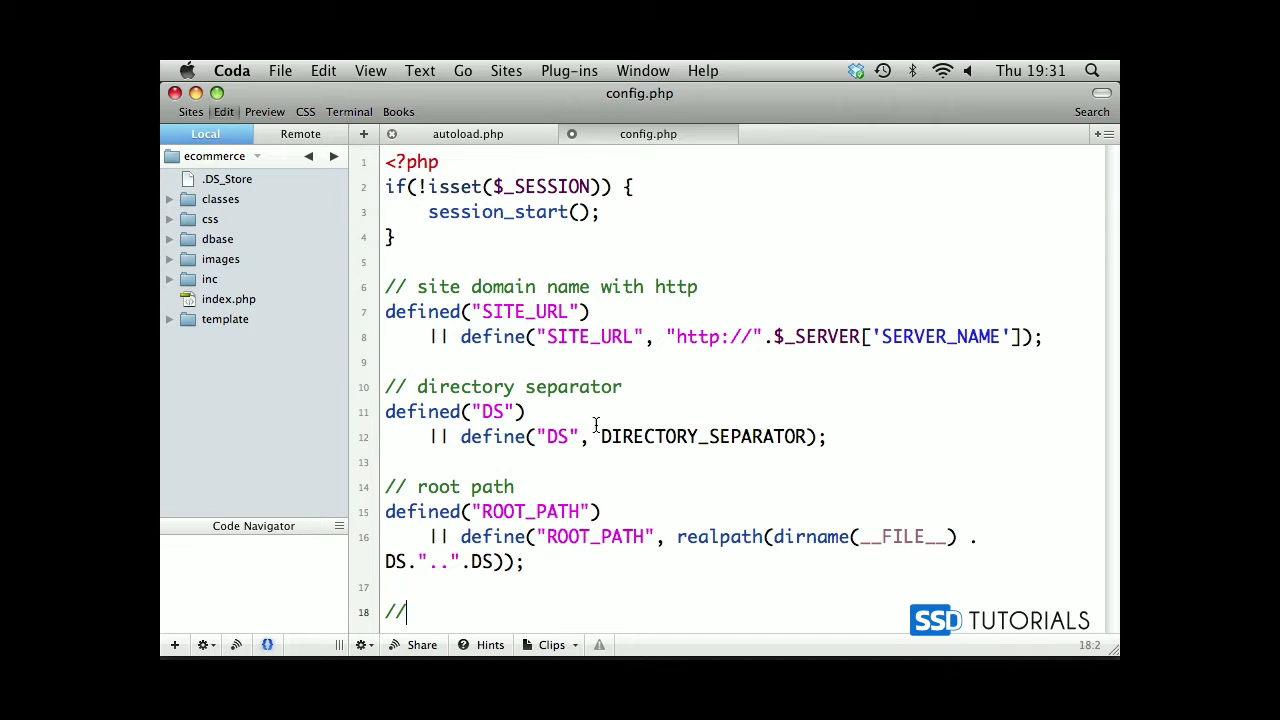 Coda File Edit View Text Go Sites Plug-ins Window Help Thu 19:31
config.php
Sites Edit Preview CSS Terminal Books Search
Local Remote + autoload.php config.php
ecommerce
.DS_Store
classes
css
dbase
images
inc
index.php
template
Code Navigator
1 <?php
2 if(!isset($_SESSION)) {
3 session_start();
4 }
5
6 // site domain name with http
7 defined("SITE_URL")
8 || define("SITE_URL", "http://".$_SERVER['SERVER_NAME']);
9
10 // directory separator
11 defined("DS")
12 || define("DS", DIRECTORY_SEPARATOR);
13
14 // root path
15 defined("ROOT_PATH")
16 || define("ROOT_PATH", realpath(dirname(__FILE__) .
DS."..".DS));
17
18 //
SSD TUTORIALS
+ Share Hints Clips 18:2